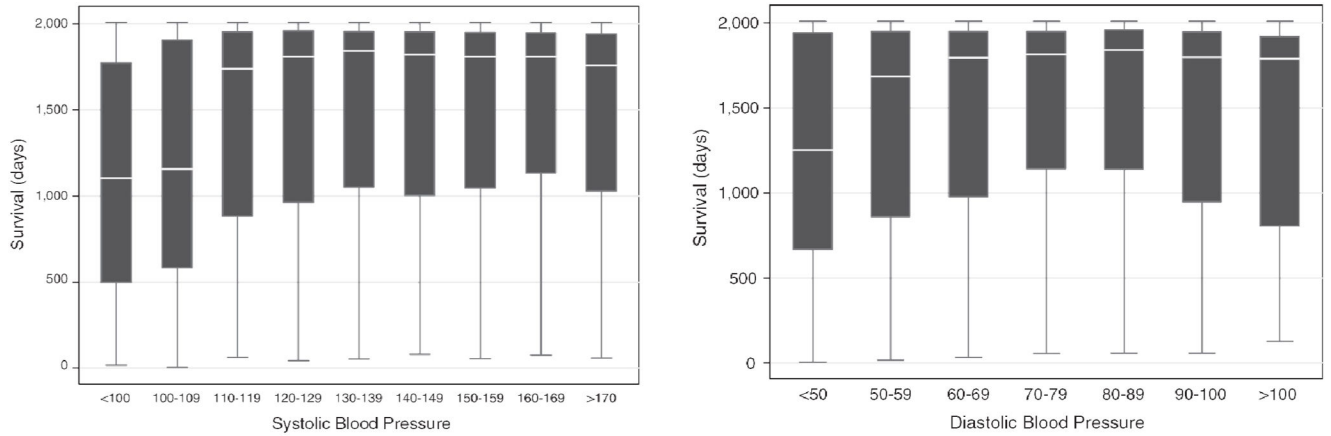 2,000
1,500
1,000
500
0
Survival (days)
<100 100-109 110-119 120-129 130-139 140-149 150-159 160-169 >170
Systolic Blood Pressure
2,000
1,500
1,000
500
0
Survival (days)
<50 50-59 60-69 70-79 80-89 90-100 >100
Diastolic Blood Pressure